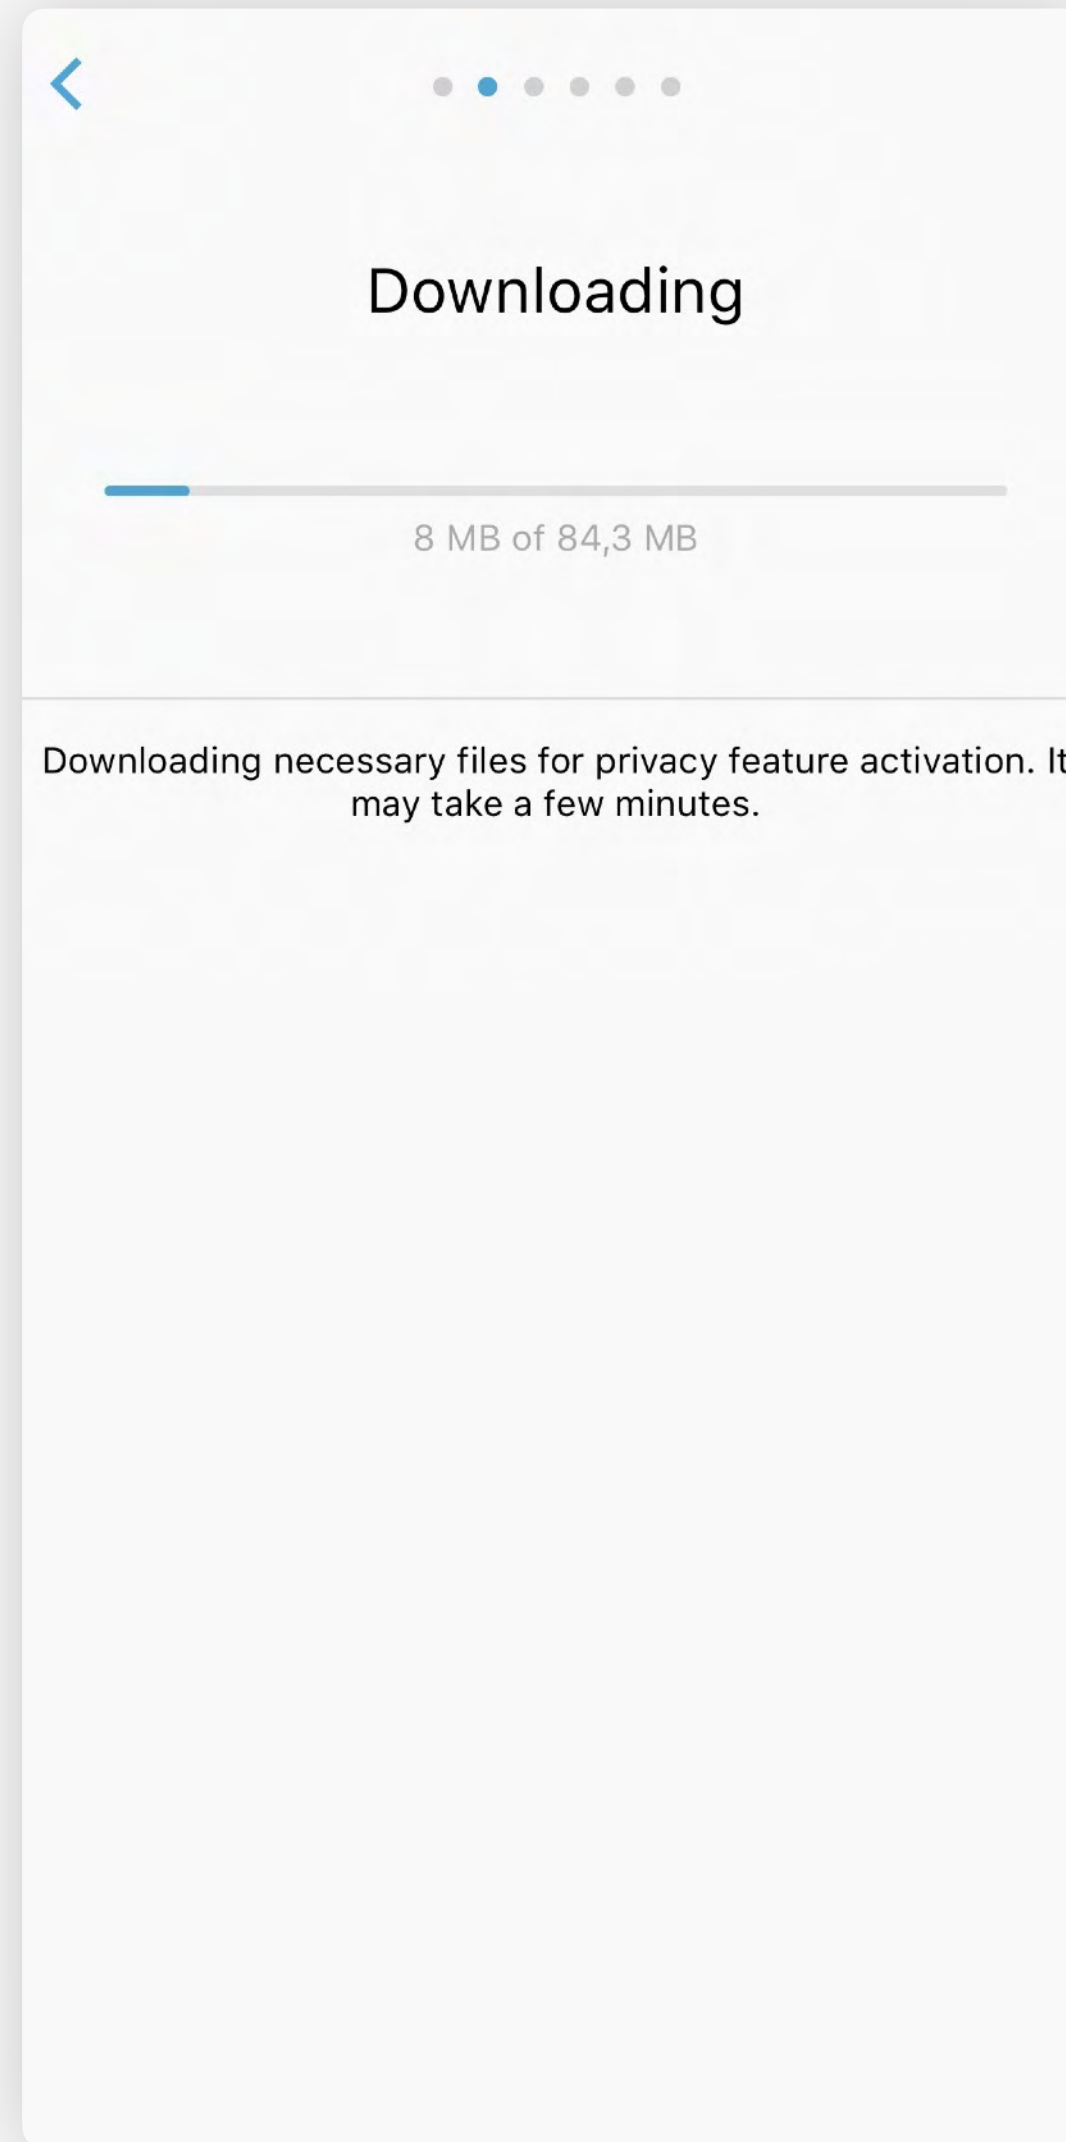 Downloading
8 MB of 84,3 MB
Downloading necessary files for privacy feature activation. It
may take a few minutes.